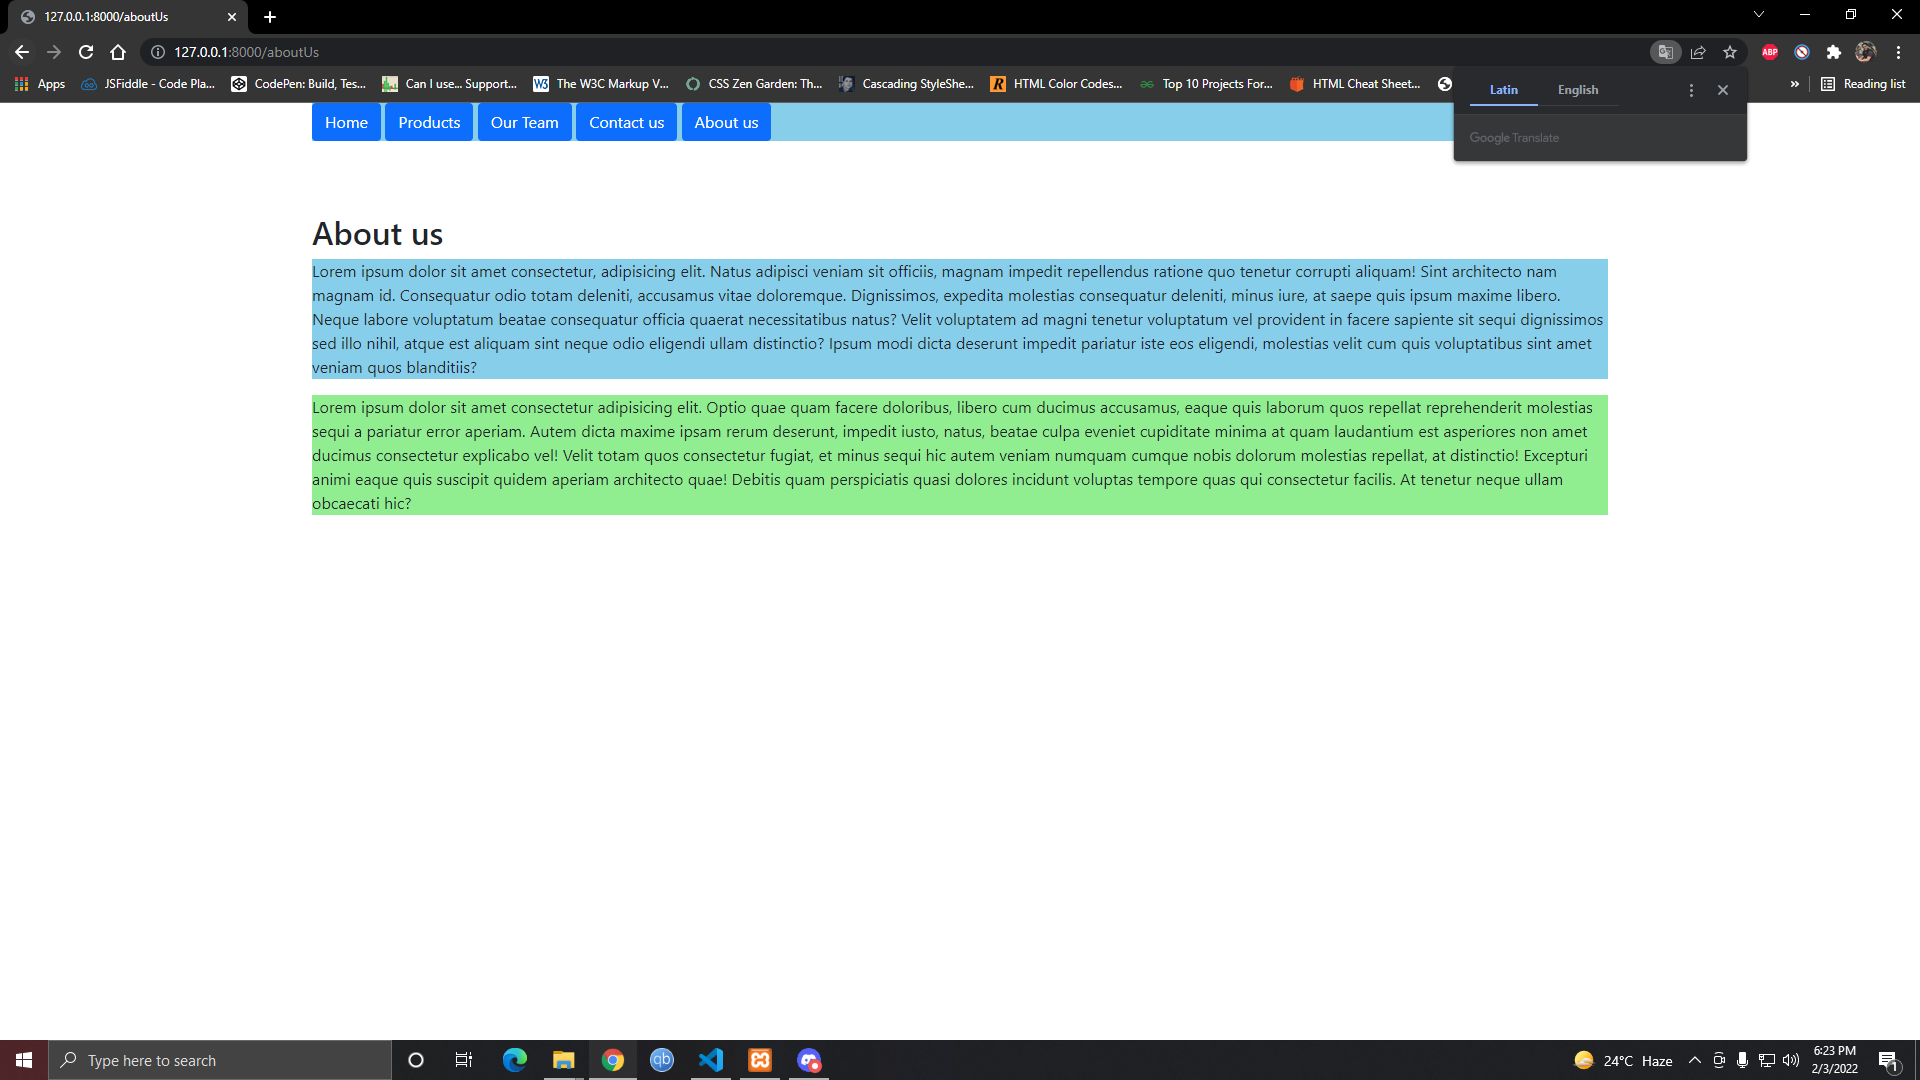 127.0.0.1:8000/aboutUs
127.0.0.1:8000/aboutUs
ABP
Apps JSFiddle - Code Pla... CodePen: Build, Tes... Can I use... Support... The W3C Markup V... CSS Zen Garden: Th... Cascading StyleShe... HTML Color Codes... Top 10 Projects For... HTML Cheat Sheet... » Reading list
Latin English
Google Translate
Home Products Our Team Contact us About us
About us
Lorem ipsum dolor sit amet consectetur, adipisicing elit. Natus adipisci veniam sit officiis, magnam impedit repellendus ratione quo tenetur corrupti aliquam! Sint architecto nam
magnam id. Consequatur odio totam deleniti, accusamus vitae doloremque. Dignissimos, expedita molestias consequatur deleniti, minus iure, at saepe quis ipsum maxime libero.
Neque labore voluptatum beatae consequatur officia quaerat necessitatibus natus? Velit voluptatem ad magni tenetur voluptatum vel provident in facere sapiente sit sequi dignissimos
sed illo nihil, atque est aliquam sint neque odio eligendi ullam distinctio? Ipsum modi dicta deserunt impedit pariatur iste eos eligendi, molestias velit cum quis voluptatibus sint amet
veniam quos blanditiis?
Lorem ipsum dolor sit amet consectetur adipisicing elit. Optio quae quam facere doloribus, libero cum ducimus accusamus, eaque quis laborum quos repellat reprehenderit molestias
sequi a pariatur error aperiam. Autem dicta maxime ipsam rerum deserunt, impedit iusto, natus, beatae culpa eveniet cupiditate minima at quam laudantium est asperiores non amet
ducimus consectetur explicabo vel! Velit totam quos consectetur fugiat, et minus sequi hic autem veniam numquam cumque nobis dolorum molestias repellat, at distinctio! Excepturi
animi eaque quis suscipit quidem aperiam architecto quae! Debitis quam perspiciatis quasi dolores incidunt voluptas tempore quas qui consectetur facilis. At tenetur neque ullam
obcaecati hic?
Type here to search
qb
24°C Haze
6:23 PM
2/3/2022
1